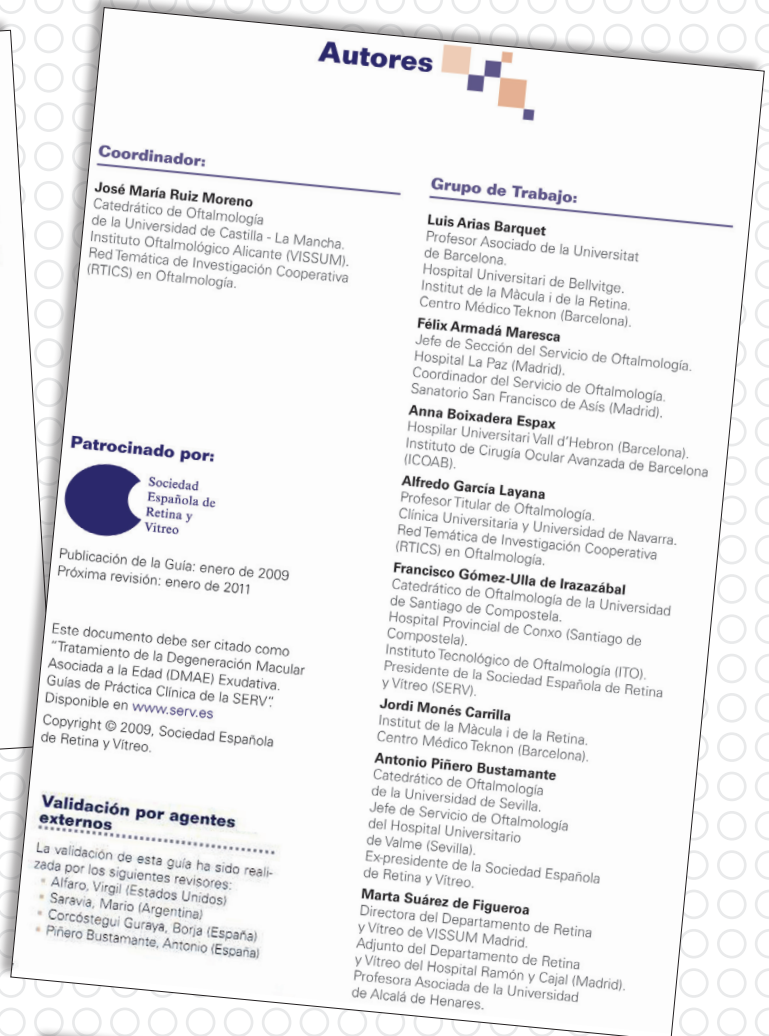 Autores
Coordinador:
José María Ruiz Moreno
Catedrático de Oftalmología
de la Universidad de Castilla - La Mancha.
Instituto Oftalmológico Alicante (VISSUM).
Red Temática de Investigación Cooperativa
(RTICS) en Oftalmología.
Patrocinado por:
Sociedad
Española de
Retina y
Vitreo
Publicación de la Guía: enero de 2009
Próxima revisión: enero de 2011
Este documento debe ser citado como
“Tratamiento de la Degeneración Macular
Asociada a la Edad (DMAE) Exudativa.
Guías de Práctica Clínica de la SERV”.
Disponible en www.serv.es
Copyright © 2009, Sociedad Española
de Retina y Vítreo.
Validación por agentes
externos
La validación de esta guía ha sido reali-
zada por los siguientes revisores:
• Alfaro, Virgil (Estados Unidos)
• Saravia, Mario (Argentina)
• Corcóstegui Guraya, Borja (España)
• Piñero Bustamante, Antonio (España)
Grupo de Trabajo:
Luis Arias Barquet
Profesor Asociado de la Universitat
de Barcelona.
Hospital Universitari de Bellvitge.
Institut de la Màcula i de la Retina.
Centro Médico Teknon (Barcelona).
Félix Armadá Maresca
Jefe de Sección del Servicio de Oftalmología.
Hospital La Paz (Madrid).
Coordinador del Servicio de Oftalmología.
Sanatorio San Francisco de Asís (Madrid).
Anna Boixadera Espax
Hospilar Universitari Vall d’Hebron (Barcelona).
Instituto de Cirugía Ocular Avanzada de Barcelona
(ICOAB).
Alfredo García Layana
Profesor Titular de Oftalmología.
Clínica Universitaria y Universidad de Navarra.
Red Temática de Investigación Cooperativa
(RTICS) en Oftalmología.
Francisco Gómez-Ulla de Irazazábal
Catedrático de Oftalmología de la Universidad
de Santiago de Compostela.
Hospital Provincial de Conxo (Santiago de
Compostela).
Instituto Tecnológico de Oftalmología (ITO).
Presidente de la Sociedad Española de Retina
y Vítreo (SERV).
Jordi Monés Carrilla
Institut de la Màcula i de la Retina.
Centro Médico Teknon (Barcelona).
Antonio Piñero Bustamante
Catedrático de Oftalmología
de la Universidad de Sevilla.
Jefe de Servicio de Oftalmología
del Hospital Universitario
de Valme (Sevilla).
Ex-presidente de la Sociedad Española
de Retina y Vítreo.
Marta Suárez de Figueroa
Directora del Departamento de Retina
y Vítreo de VISSUM Madrid.
Adjunto del Departamento de Retina
y Vítreo del Hospital Ramón y Cajal (Madrid).
Profesora Asociada de la Universidad
de Alcalá de Henares.